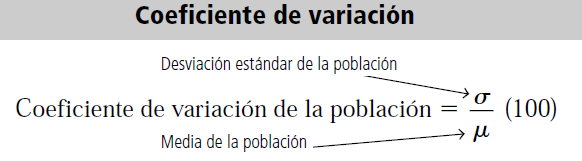 Coeficiente de variación
Desviación estándar de la población
Coeficiente de variación de la población = σ/μ (100)
Media de la población